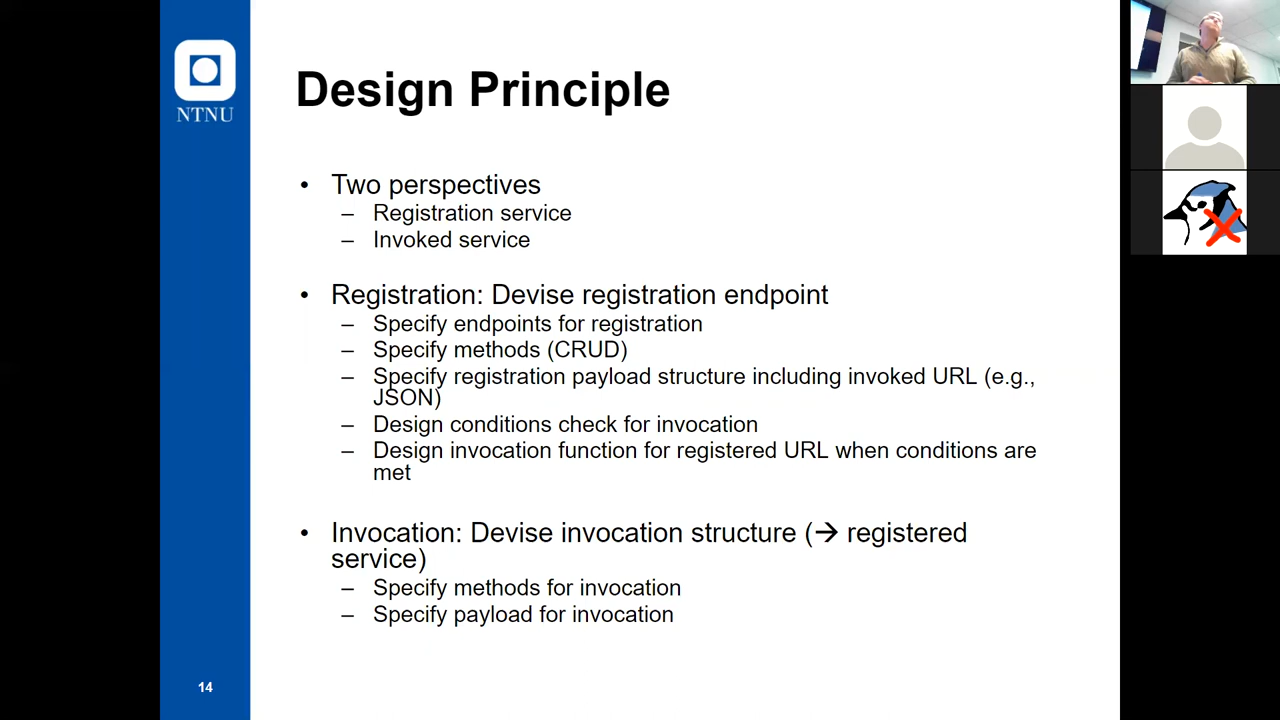 NTNU
Design Principle
• Two perspectives
– Registration service
– Invoked service
• Registration: Devise registration endpoint
– Specify endpoints for registration
– Specify methods (CRUD)
– Specify registration payload structure including invoked URL (e.g.,
JSON)
– Design conditions check for invocation
– Design invocation function for registered URL when conditions are
met
• Invocation: Devise invocation structure (→ registered
service)
– Specify methods for invocation
– Specify payload for invocation
14